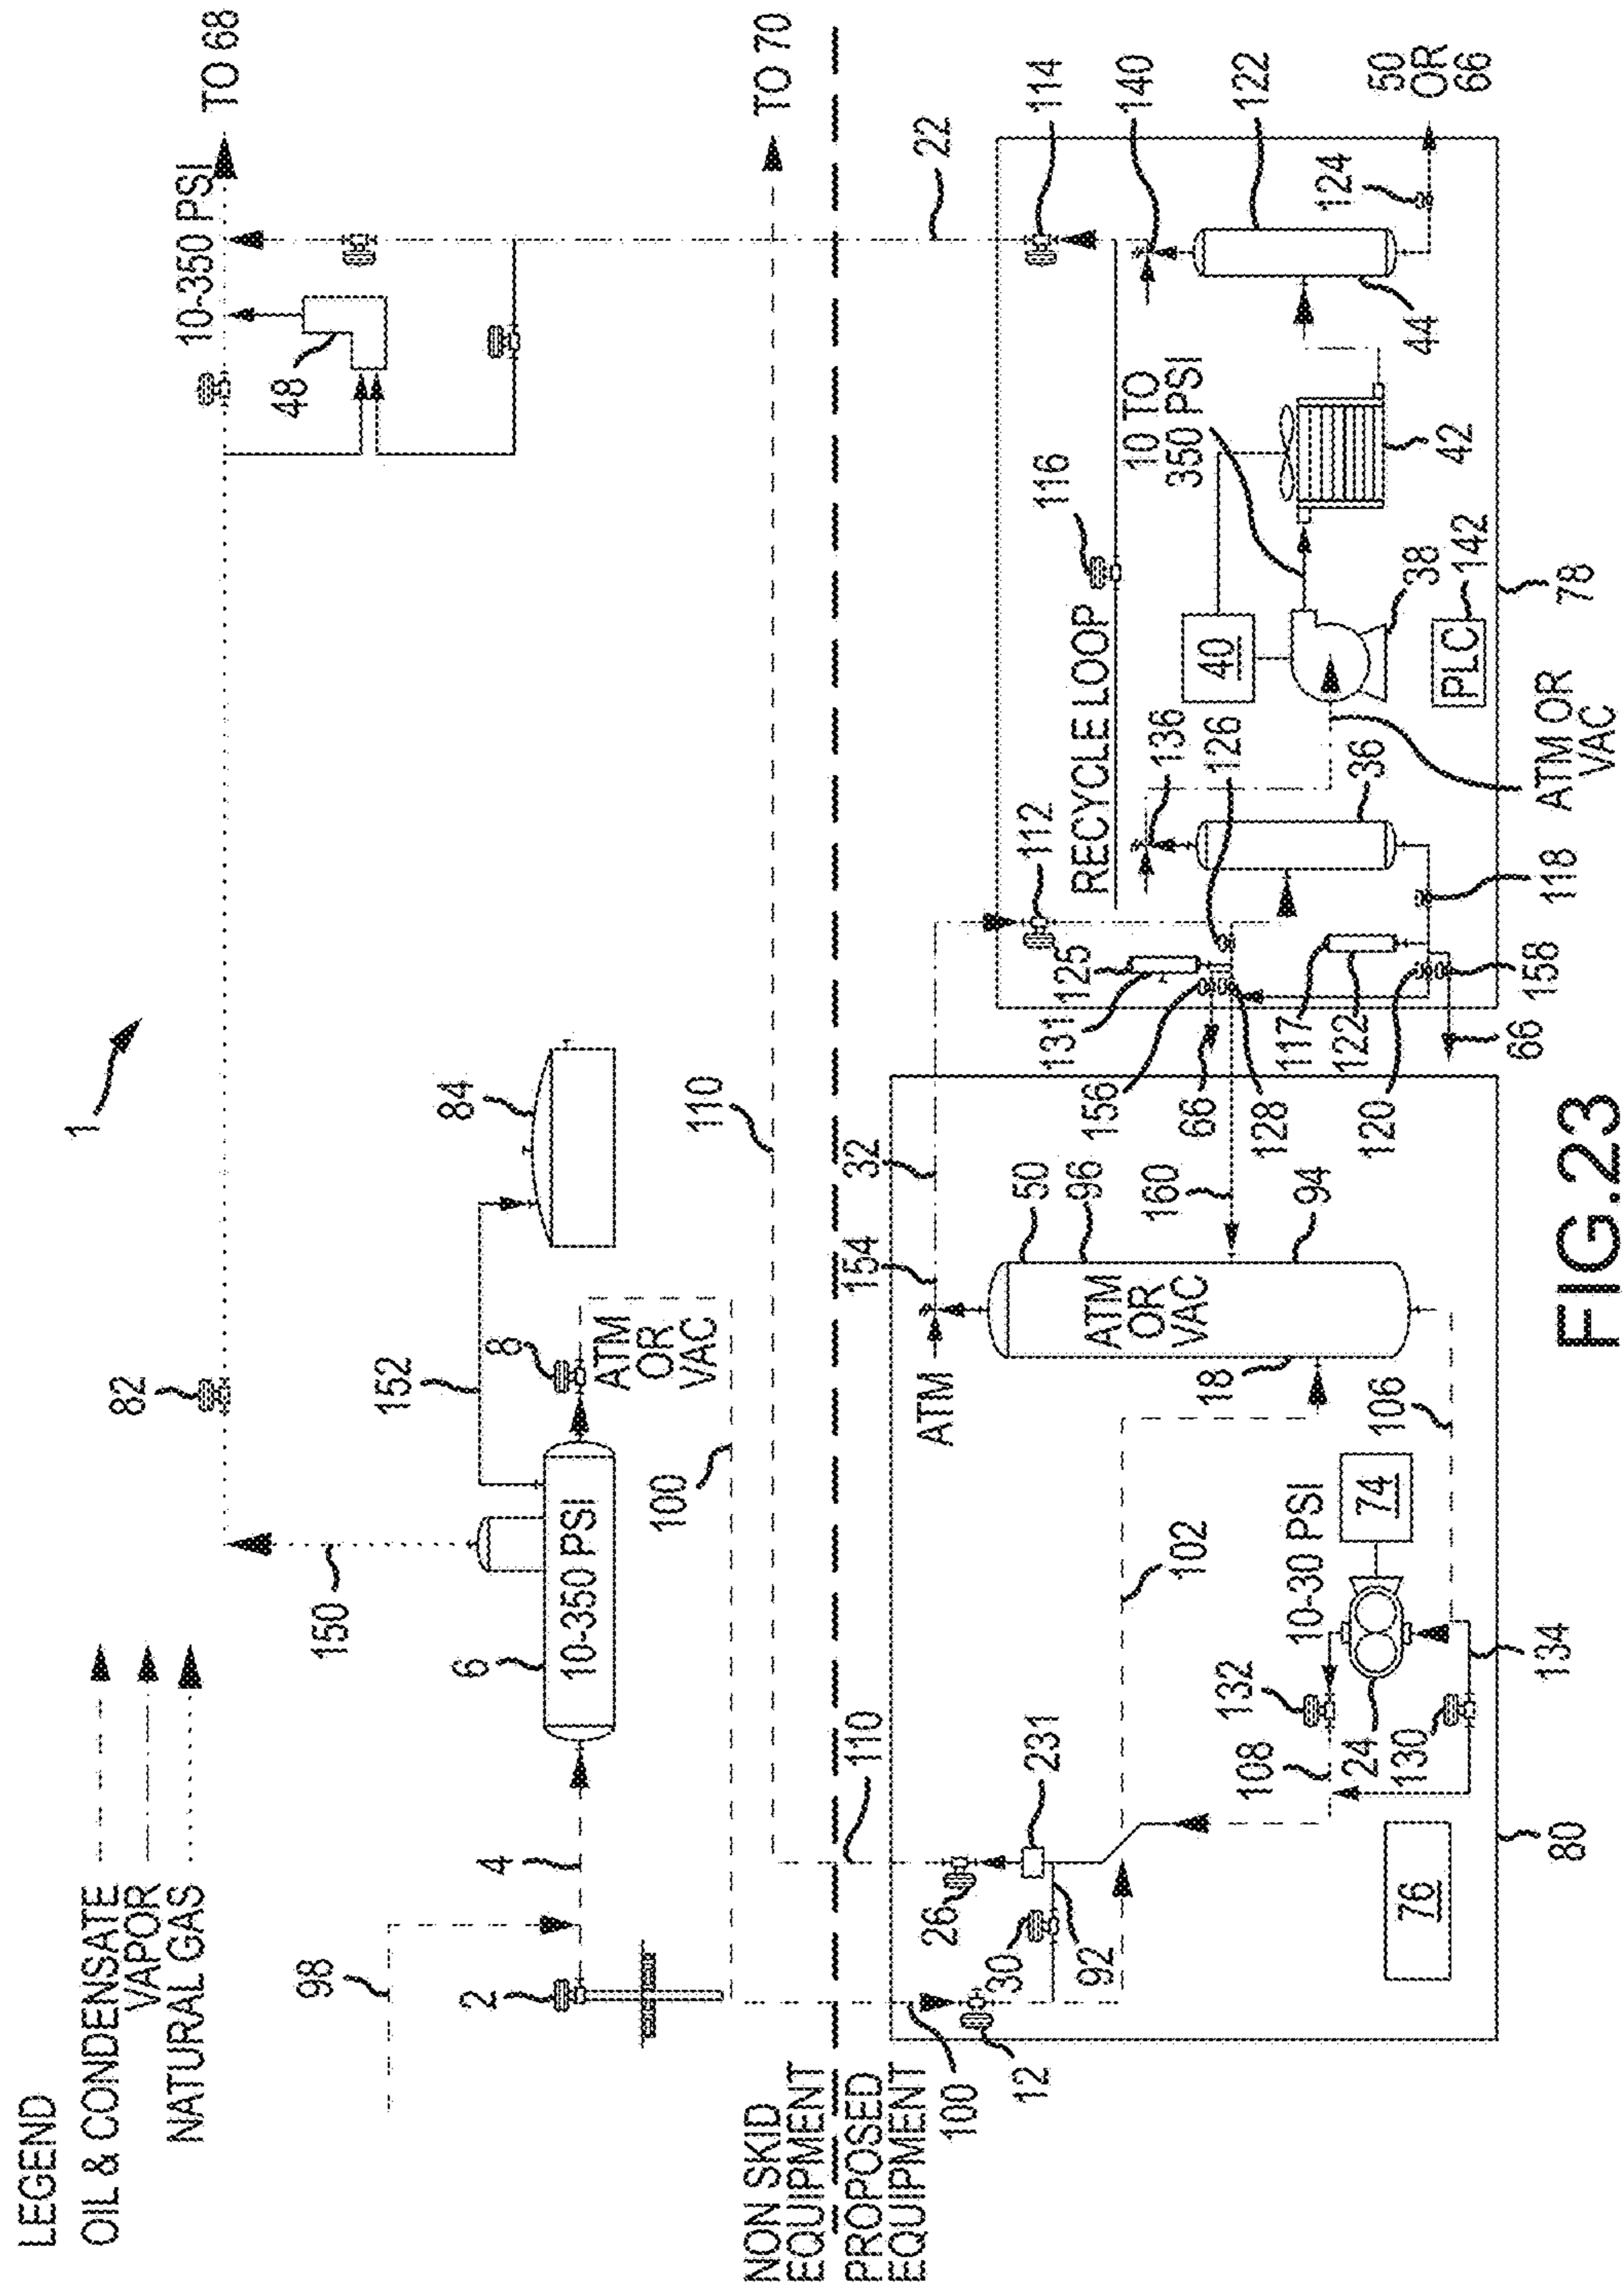 LEGEND
OIL & CONDENSATE
VAPOR
NATURAL GAS
1
TO 68
10-350 PSI
82
150
48
152
84
98
2
4
6
10-350 PSI
8
ATM
OR
VAC
100
110
TO 70
NON SKID
EQUIPMENT
PROPOSED
EQUIPMENT
110
22
100
12
26
30
92
231
102
ATM
154
32
50
96
160
94
ATM
OR
VAC
18
106
10-30 PSI
74
132
108
24
130
134
76
80
112
125
131
156
66
128
126
RECYCLE LOOP
116
136
117
122
120
66
158
118
36
40
10 TO
350 PSI
38
PLC
142
42
44
114
140
122
124
50
OR
66
78
ATM OR
VAC
FIG.23